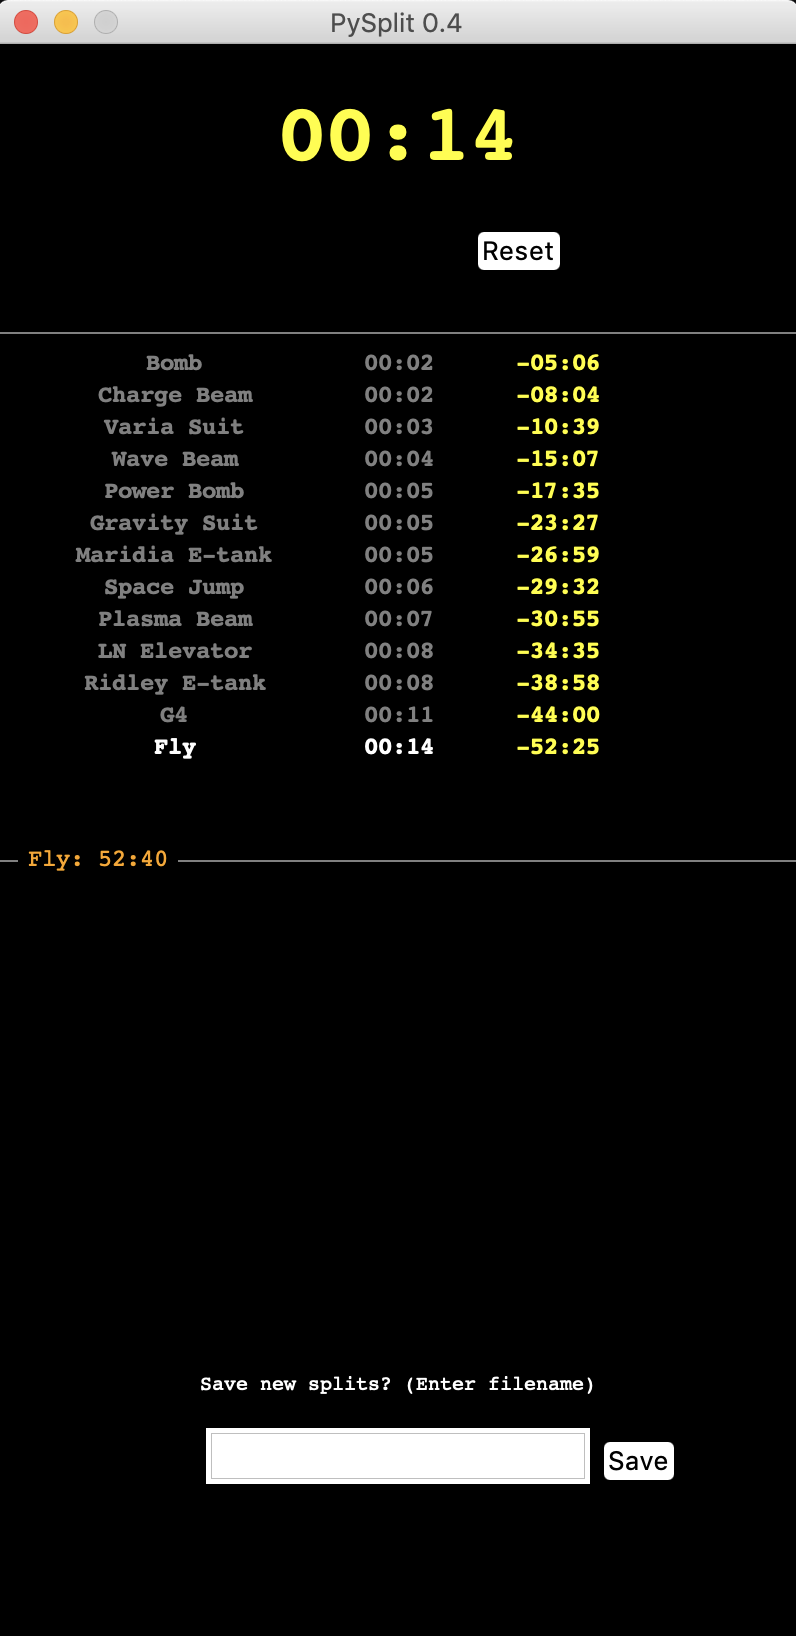 PySplit 0.4
00:14
Reset
Bomb 00:02 -05:06
Charge Beam 00:02 -08:04
Varia Suit 00:03 -10:39
Wave Beam 00:04 -15:07
Power Bomb 00:05 -17:35
Gravity Suit 00:05 -23:27
Maridia E-tank 00:05 -26:59
Space Jump 00:06 -29:32
Plasma Beam 00:07 -30:55
LN Elevator 00:08 -34:35
Ridley E-tank 00:08 -38:58
G4 00:11 -44:00
Fly 00:14 -52:25
Fly: 52:40
Save new splits? (Enter filename)
Save